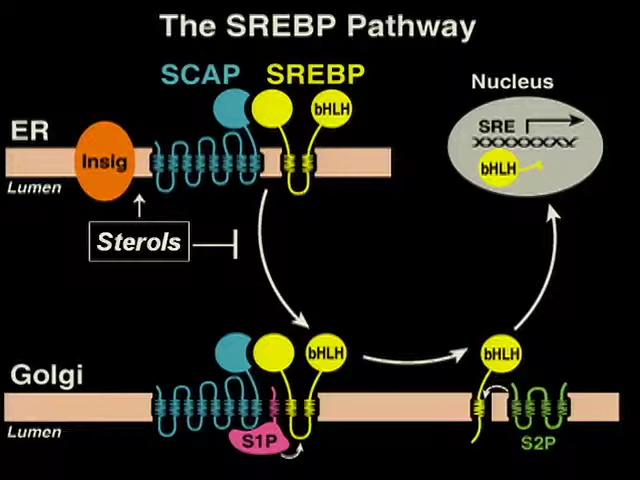 The SREBP Pathway
SCAP SREBP
Nucleus
bHLH
ER
SRE
Insig
bHLH
Lumen
Sterols
bHLH
bHLH
Golgi
Lumen
S1P
S2P